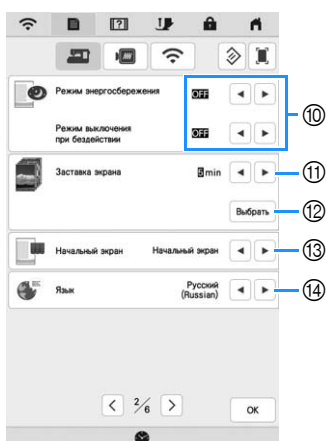 Режим энергосбережения OFF
⑩
Режим выключения
при бездействии OFF
Заставка экрана 5 min
⑪
Выбрать
⑫
Начальный экран Начальный экран
⑬
Язык Русский
(Russian)
⑭
2/6
OK